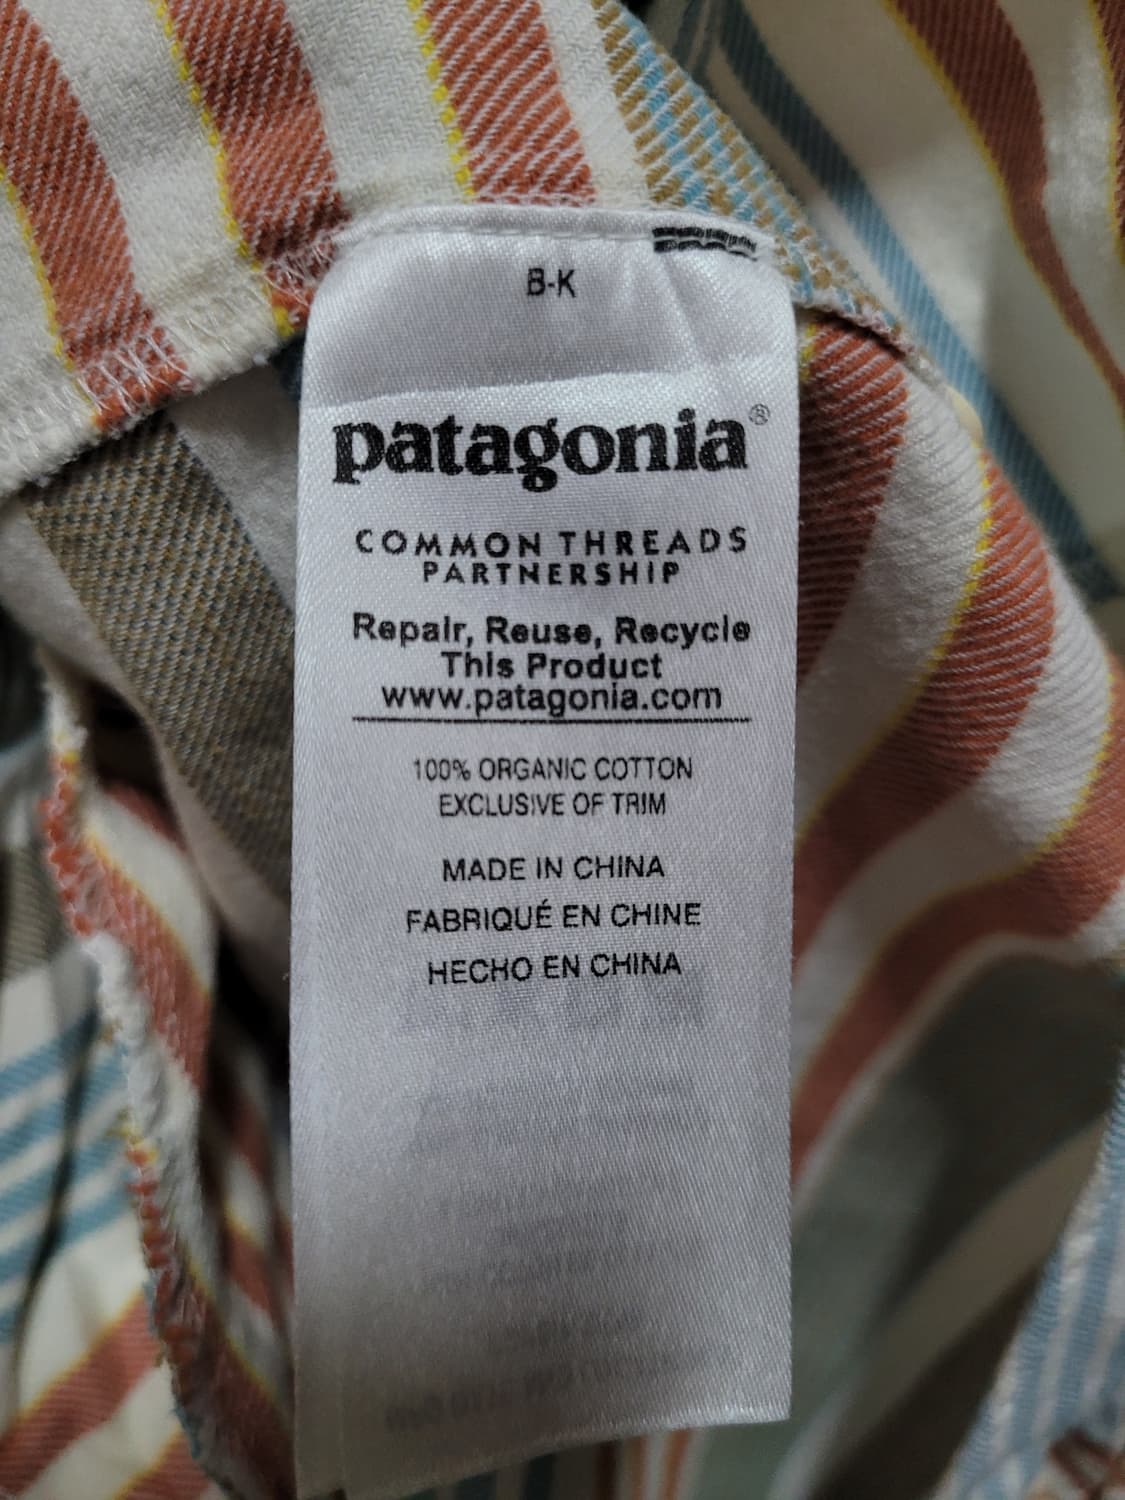 B-K
patagonia®
COMMON THREADS
PARTNERSHIP
Repair, Reuse, Recycle
This Product
www.patagonia.com
100% ORGANIC COTTON
EXCLUSIVE OF TRIM
MADE IN CHINA
FABRIQUÉ EN CHINE
HECHO EN CHINA